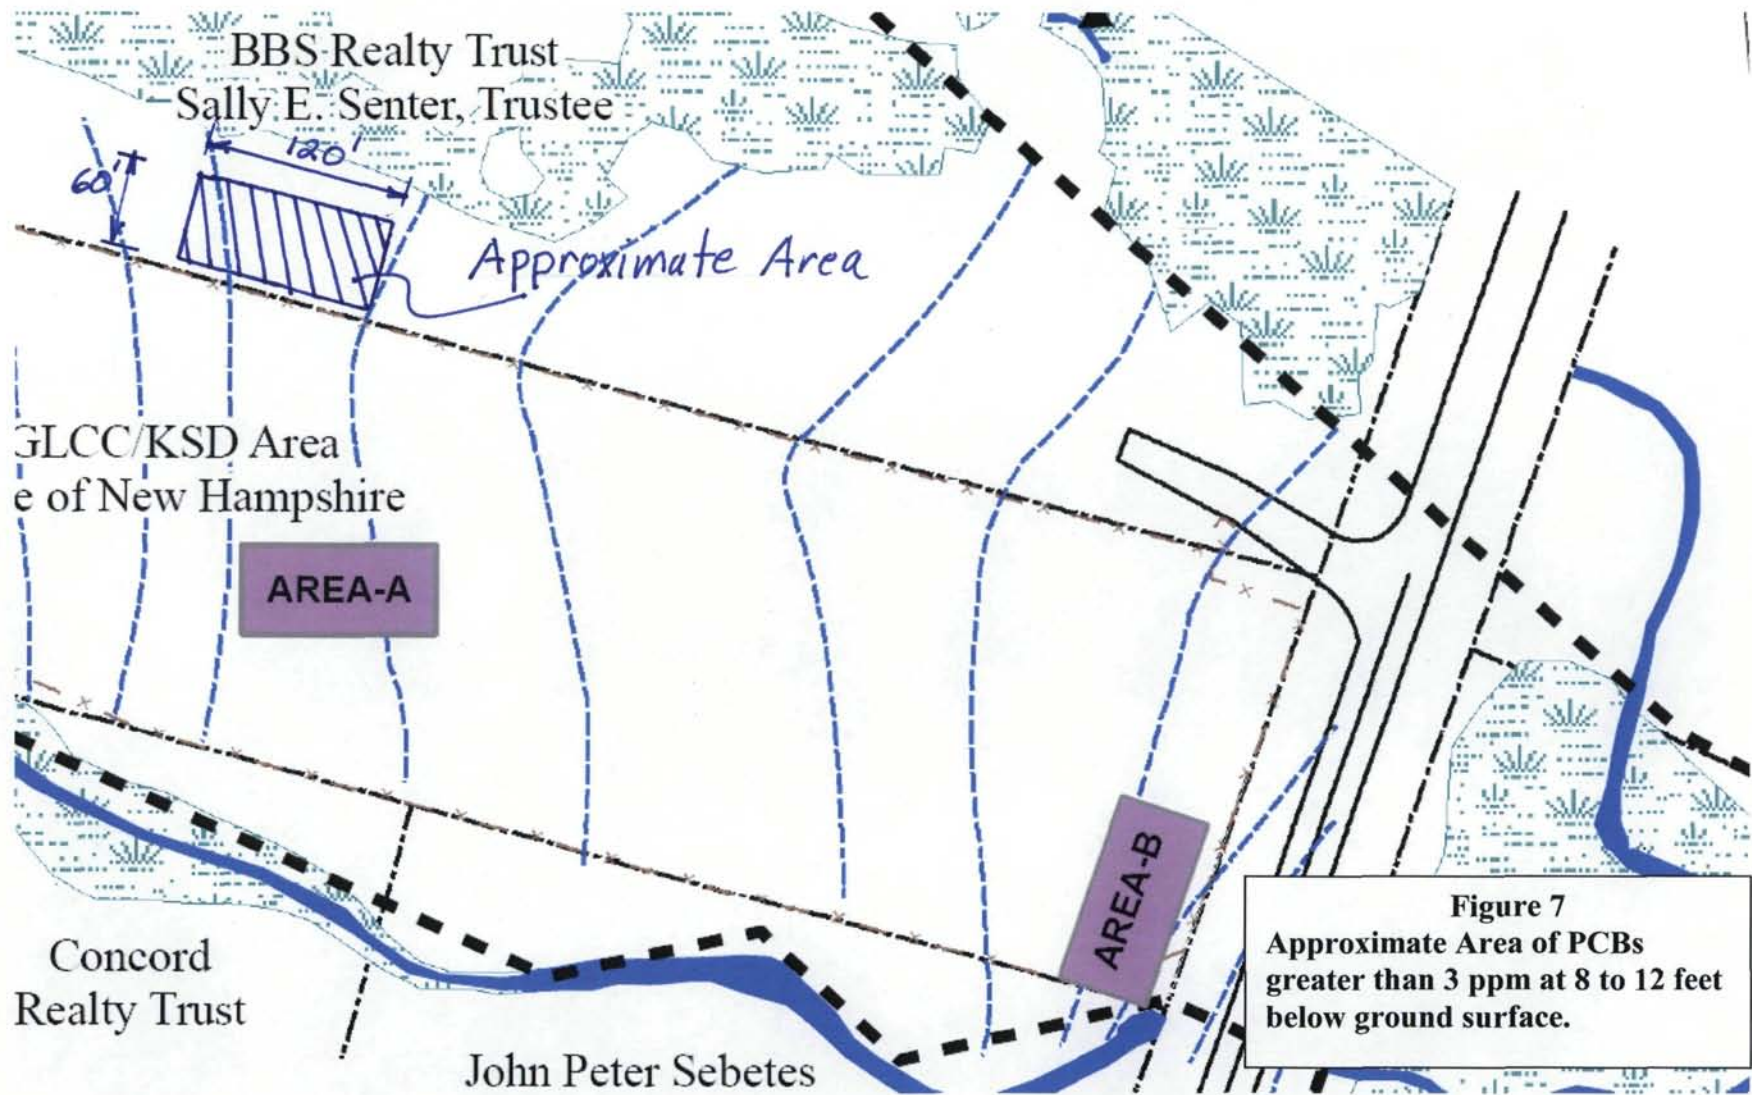 BBS Realty Trust
Sally E. Senter, Trustee
120'
60'
Approximate Area
GLCC/KSD Area
e of New Hampshire
AREA-A
AREA-B
Concord
Realty Trust
John Peter Sebetes
Figure 7
Approximate Area of PCBs
greater than 3 ppm at 8 to 12 feet
below ground surface.